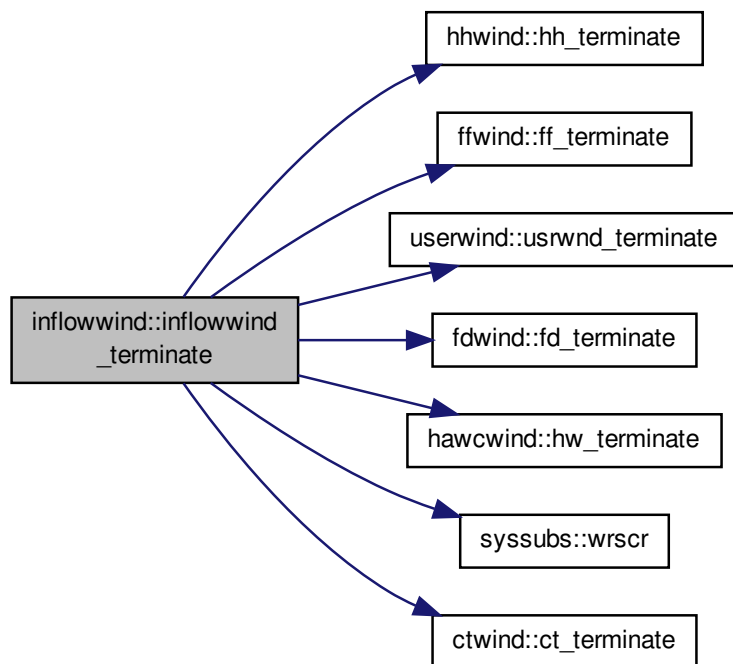 hhwind::hh_terminate
ffwind::ff_terminate
userwind::usrwnd_terminate
inflowwind::inflowwind
_terminate
fdwind::fd_terminate
hawcwind::hw_terminate
syssubs::wrscr
ctwind::ct_terminate